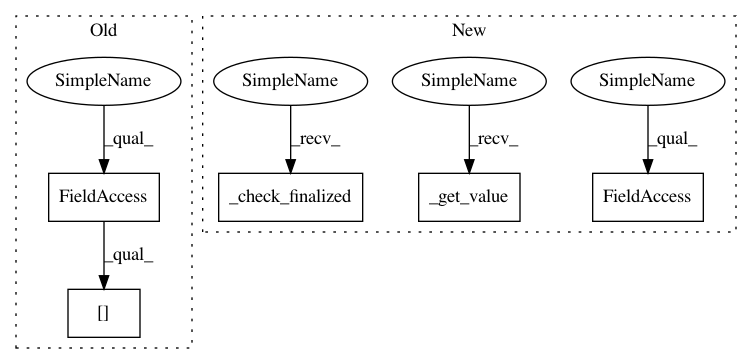 Old
New
SimpleName
SimpleName
SimpleName
SimpleName
_qual_
_recv_
_recv_
_qual_
FieldAccess
_check_finalized
_get_value
FieldAccess
_qual_
[]